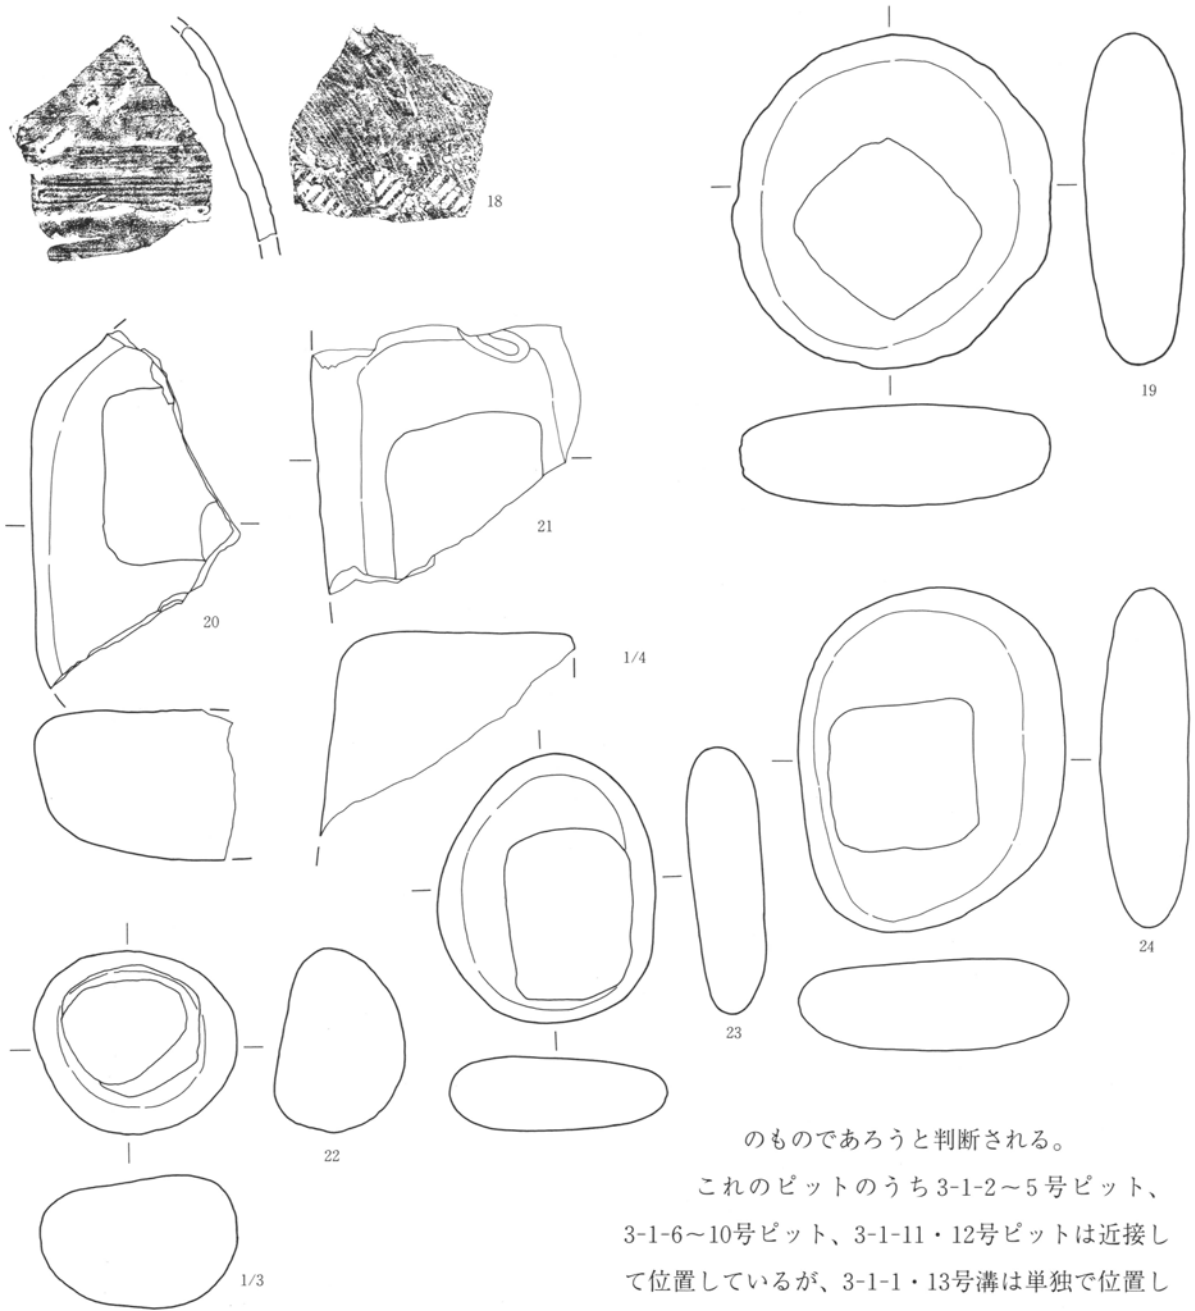 18
19
20
21
1/4
22
23
24
1/3
のものであろうと判断される。
これのピットのうち3-1-2～5号ピット、
3-1-6～10号ピット、3-1-11・12号ピットは近接し
て位置しているが、3-1-1・13号溝は単独で位置し